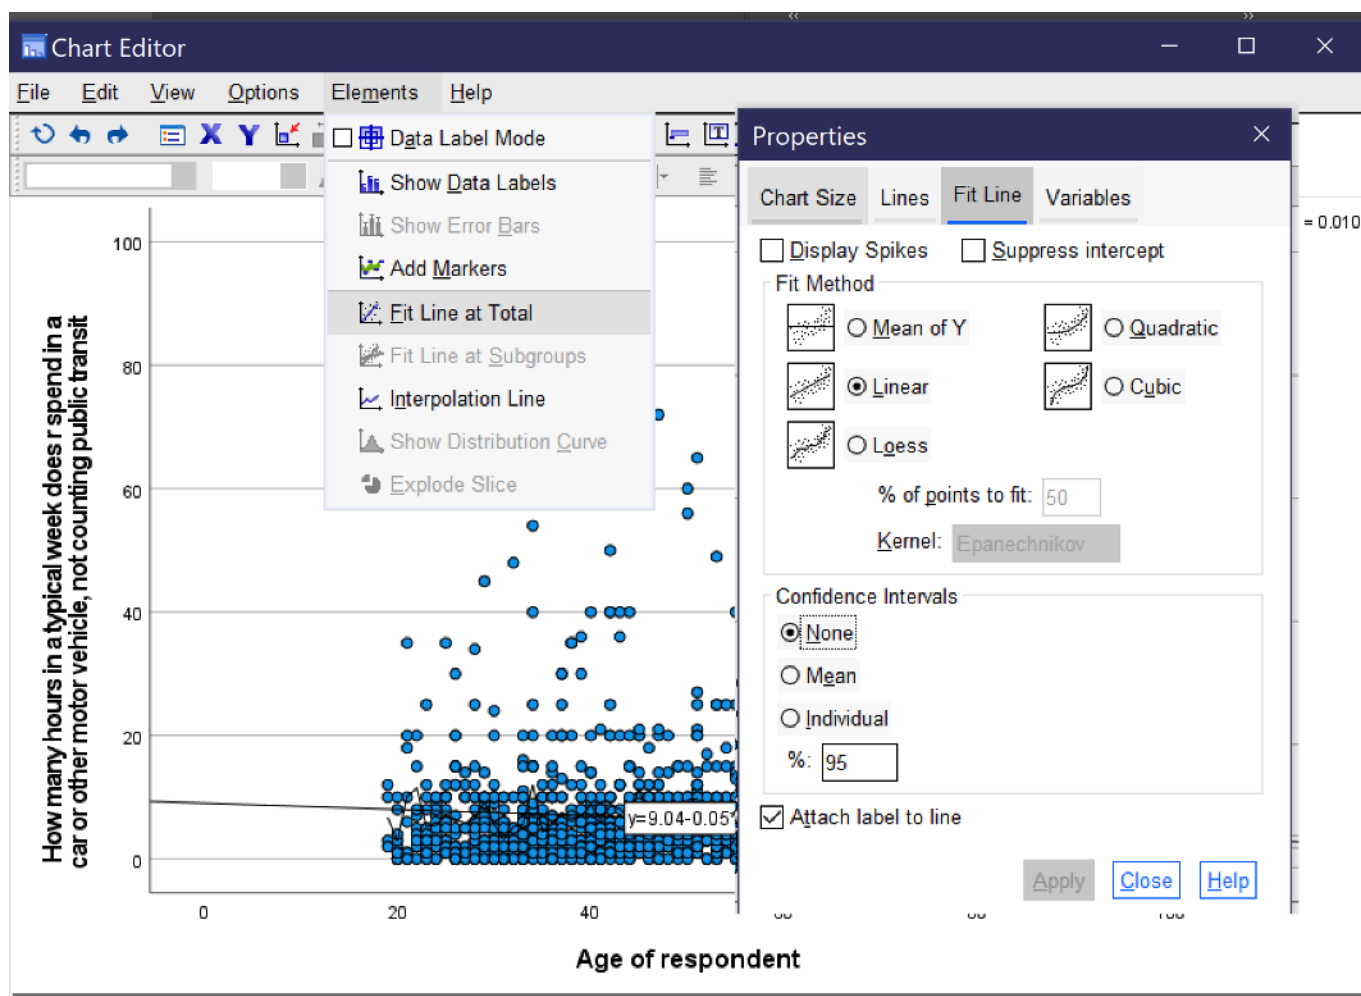 Chart Editor
File Edit View Options Elements Help
Data Label Mode
Show Data Labels
Show Error Bars
Add Markers
Fit Line at Total
Fit Line at Subgroups
Interpolation Line
Show Distribution Curve
Explode Slice
Properties
Chart Size Lines Fit Line Variables
Display Spikes Suppress intercept
Fit Method
Mean of Y Quadratic
Linear Cubic
Loess
% of points to fit: 50
Kernel: Epanechnikov
Confidence Intervals
None
Mean
Individual
%: 95
Attach label to line
Apply Close Help
= 0.010
How many hours in a typical week does r spend in a
car or other motor vehicle, not counting public transit
100
80
60
40
20
0
y=9.04-0.05*
0 20 40
Age of respondent